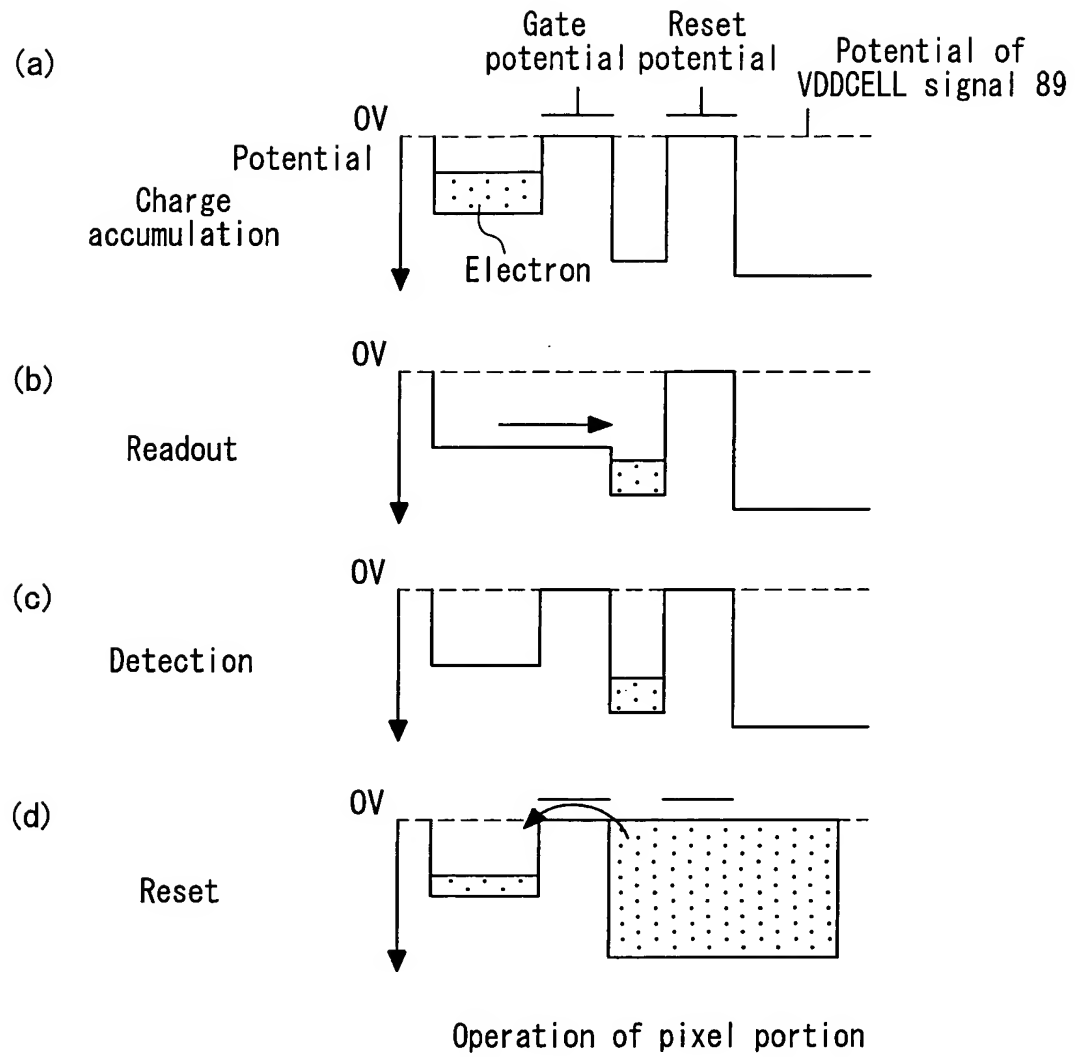 (a)
Gate
potential
Reset
potential
Potential of
VDDCELL signal 89
0V
Potential
Charge
accumulation
Electron
(b)
0V
Readout
(c)
0V
Detection
(d)
0V
Reset
Operation of pixel portion